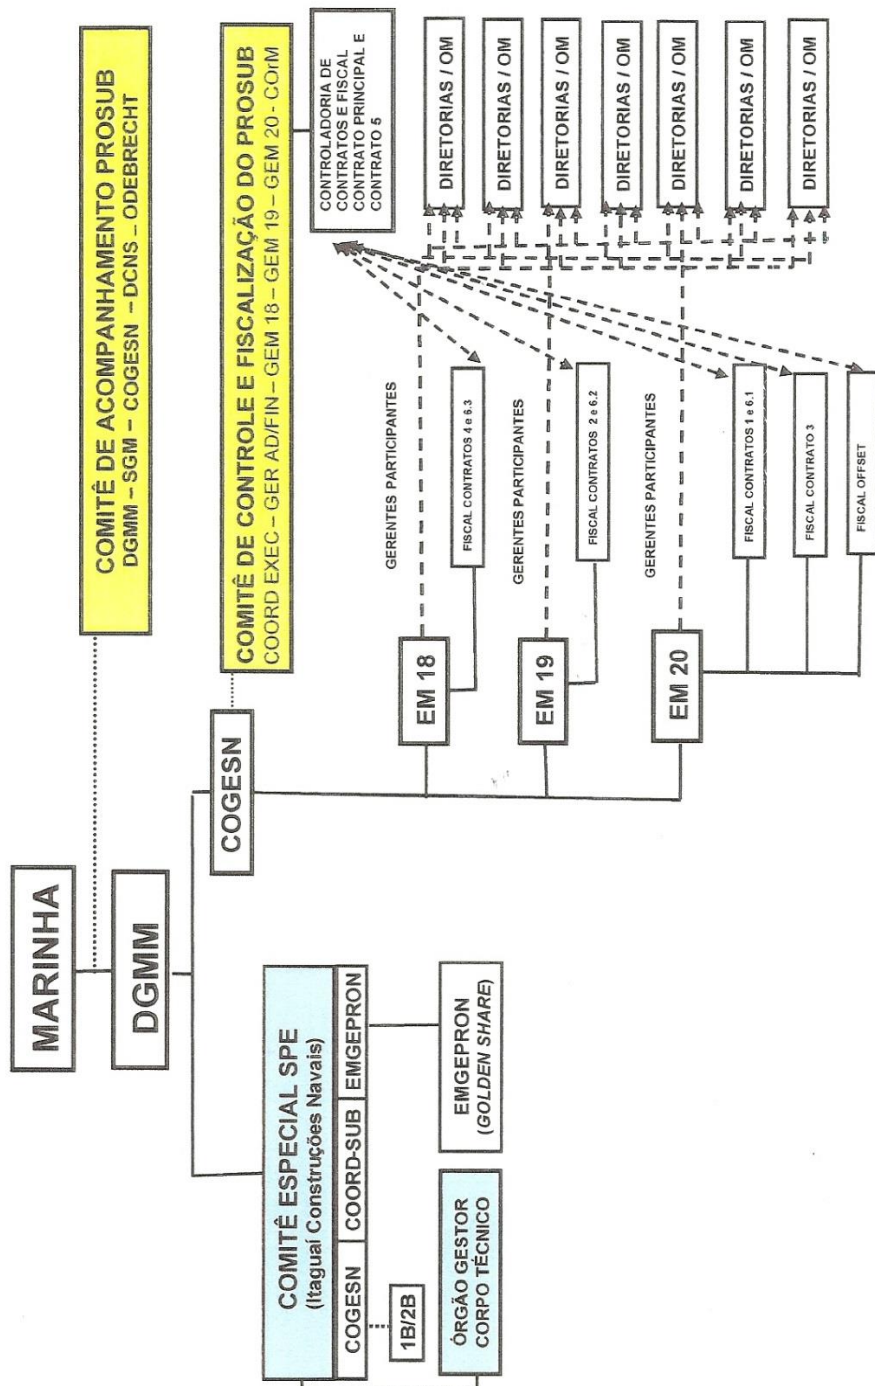 MARINHA
DGMM
COMITÊ DE ACOMPANHAMENTO PROSUB
DGMM – SGM – COGESN – DCNS _ ODEBRECHT
COGESN
COMITÊ DE CONTROLE E FISCALIZAÇÃO DO PROSUB
COORD EXEC – GER AD/FIN – GEM 18 – GEM 19 – GEM 20 - COrM
CONTROLADORIA DE
CONTRATOS E FISCAL
CONTRATO PRINCIPAL E
CONTRATO 5
COMITÊ ESPECIAL SPE
(Itaguaí Construções Navais)
COGESN
COORD-SUB
EMGEPRON
1B/2B
ÓRGÃO GESTOR
CORPO TÉCNICO
EMGEPRON
(GOLDEN SHARE)
EM 18
GERENTES PARTICIPANTES
FISCAL CONTRATOS 4 e 6.3
EM 19
GERENTES PARTICIPANTES
FISCAL CONTRATOS 2 e 6.2
EM 20
GERENTES PARTICIPANTES
FISCAL CONTRATOS 1 e 6.1
FISCAL CONTRATO 3
FISCAL OFFSET
DIRETORIAS / OM
DIRETORIAS / OM
DIRETORIAS / OM
DIRETORIAS / OM
DIRETORIAS / OM
DIRETORIAS / OM
DIRETORIAS / OM